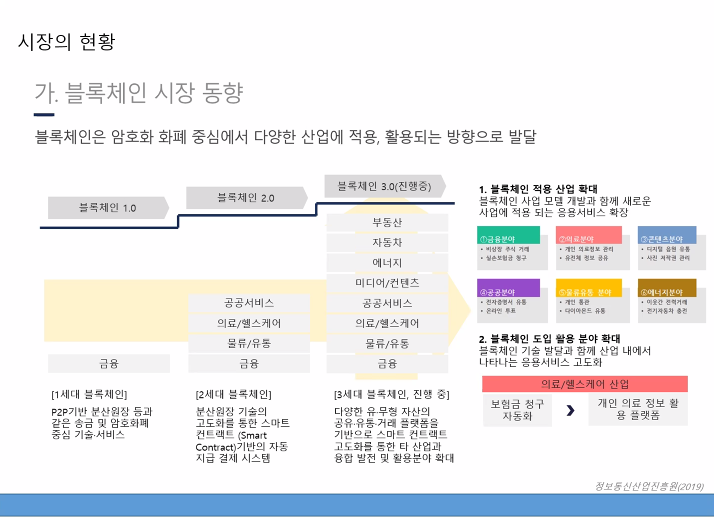 시장의 현황
가. 블록체인 시장 동향
블록체인은 암호화 화폐 중심에서 다양한 산업에 적용, 활용되는 방향으로 발달
블록체인 1.0
블록체인 2.0
블록체인 3.0(진행중)
부동산
자동차
에너지
미디어/컨텐츠
공공서비스
의료/헬스케어
물류/유통
금융
공공서비스
의료/헬스케어
물류/유통
금융
금융
[1세대 블록체인]
P2P기반 분산원장 등과
같은 송금 및 암호화폐
중심 기술·서비스
[2세대 블록체인]
분산원장 기술의
고도화를 통한 스마트
컨트랙트 (Smart
Contract)기반의 자동
지급 결제 시스템
[3세대 블록체인, 진행 중]
다양한 유·무형 자산의
공유·유통·거래 플랫폼을
기반으로 스마트 컨트랙트
고도화를 통한 타 산업과
융합 발전 및 활용분야 확대
1. 블록체인 적용 산업 확대
블록체인 사업 모델 개발과 함께 새로운
사업에 적용 되는 응용서비스 확장
①금융분야
• 비상장 주식 거래
• 실손보험금 청구
②의료분야
• 개인 의료정보 관리
• 유전체 정보 공유
③콘텐츠분야
• 디지털 음원 유통
• 사진 저작권 관리
④공공분야
• 전자증명서 유통
• 온라인 투표
⑤물류유통 분야
• 개인 통관
• 다이아몬드 유통
⑥에너지분야
• 이웃간 전력거래
• 전기자동차 충전
2. 블록체인 도입 활용 분야 확대
블록체인 기술 발달과 함께 산업 내에서
나타나는 응용서비스 고도화
의료/헬스케어 산업
보험금 청구
자동화
개인 의료 정보 활
용 플랫폼
정보통신산업진흥원(2019)